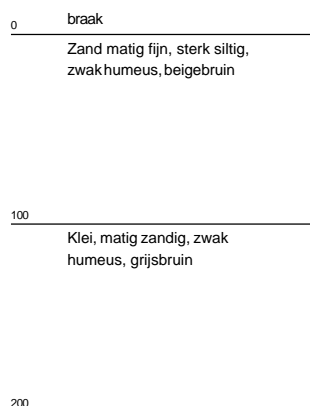 0 braak
Zand matig fijn, sterk siltig,
zwak humeus, beigebruin
100
Klei, matig zandig, zwak
humeus, grijsbruin
200